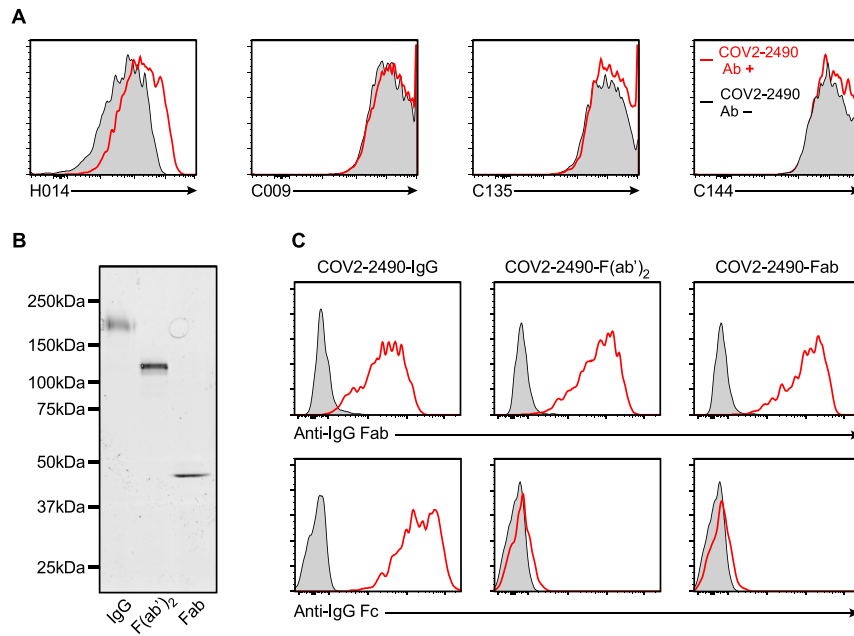 A
COV2-2490
Ab +
COV2-2490
Ab –
H014
C009
C135
C144
B
250kDa
150kDa
100kDa
75kDa
50kDa
37kDa
25kDa
IgG
F(ab')2
Fab
C
COV2-2490-IgG
COV2-2490-F(ab')2
COV2-2490-Fab
Anti-IgG Fab
Anti-IgG Fc